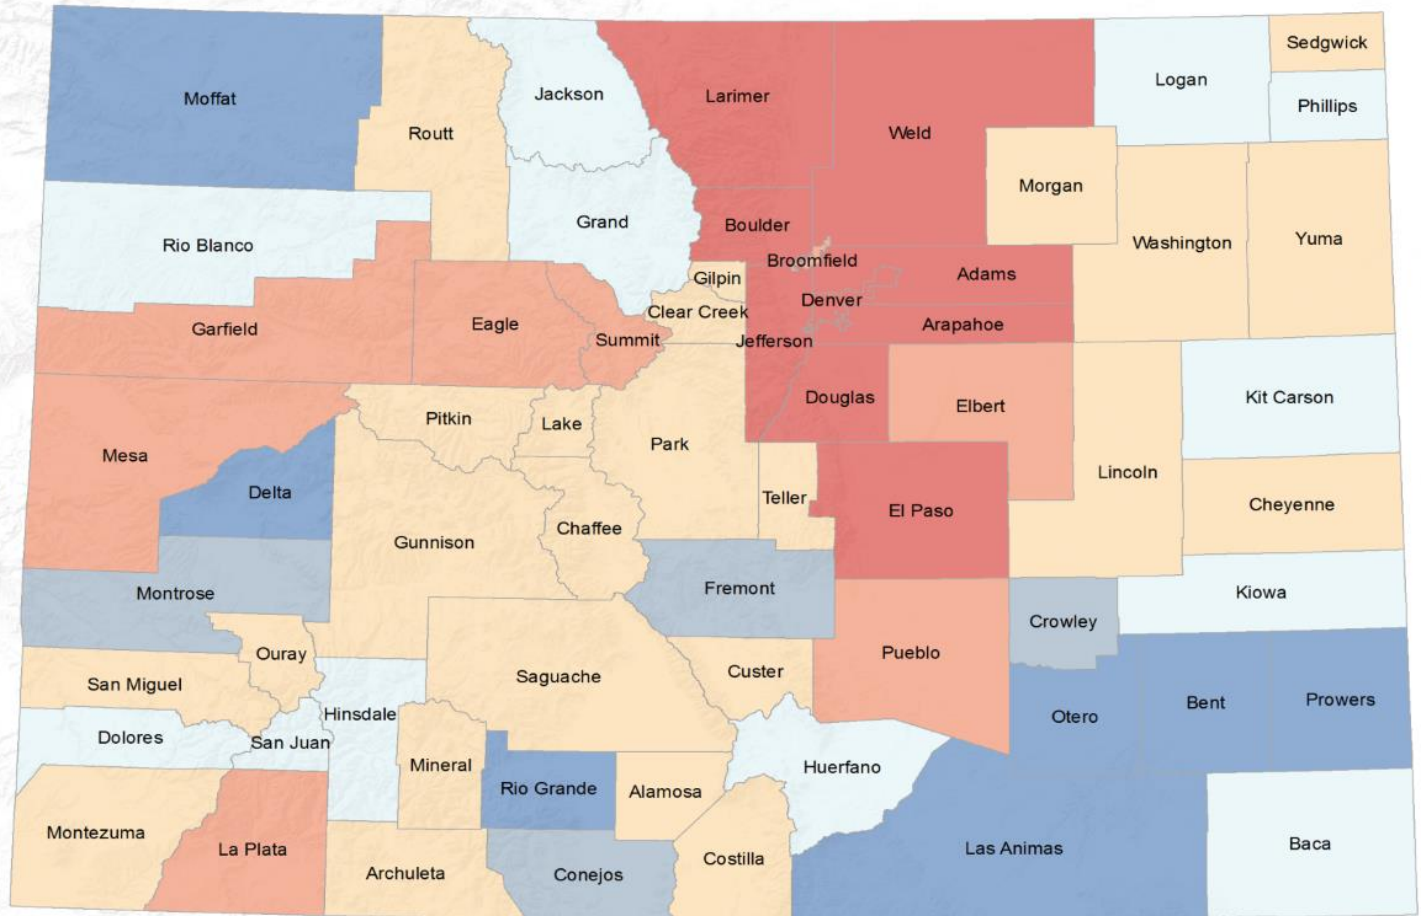 Sedgwick
Logan
Moffat
Jackson
Larimer
Phillips
Routt
Weld
Morgan
Grand
Boulder
Rio Blanco
Washington
Yuma
Broomfield
Gilpin
Adams
Denver
Clear Creek
Garfield
Eagle
Summit
Arapahoe
Jefferson
Douglas
Kit Carson
Elbert
Pitkin
Lake
Park
Mesa
Lincoln
Delta
Teller
Cheyenne
El Paso
Chaffee
Gunnison
Fremont
Montrose
Kiowa
Crowley
Ouray
Pueblo
Custer
Saguache
San Miguel
Prowers
Bent
Hinsdale
Otero
Dolores
San Juan
Mineral
Huerfano
Rio Grande
Alamosa
Montezuma
La Plata
Las Animas
Baca
Costilla
Archuleta
Conejos